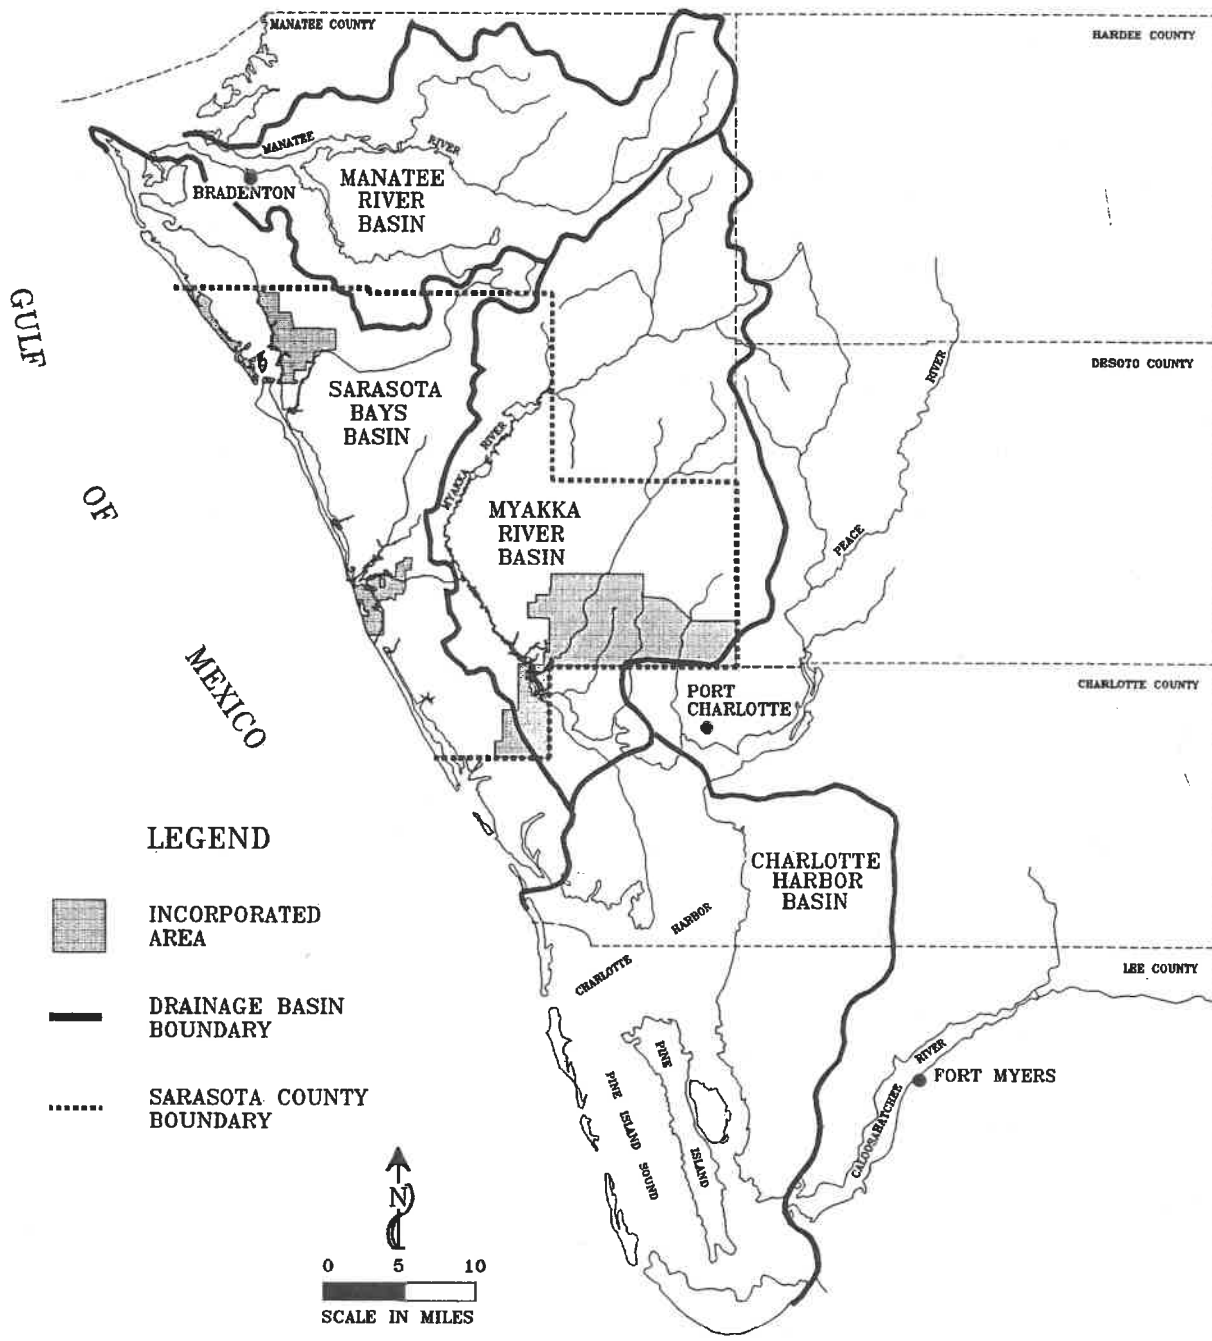 MANATEE COUNTY
HARDEE COUNTY
MANATEE
RIVER
BRADENTON
MANATEE
RIVER
BASIN
GULF
OF
MEXICO
DESOTO COUNTY
RIVER
PEACE
SARASOTA
BAYS
BASIN
MYAKKA
RIVER
MYAKKA
RIVER
BASIN
CHARLOTTE COUNTY
PORT
CHARLOTTE
CHARLOTTE
HARBOR
BASIN
CHARLOTTE
HARBOR
LEE COUNTY
PINE
ISLAND
PINE ISLAND SOUND
CALOOSAHATCHEE
RIVER
FORT MYERS
LEGEND
INCORPORATED
AREA
DRAINAGE BASIN
BOUNDARY
SARASOTA COUNTY
BOUNDARY
N
0 5 10
SCALE IN MILES